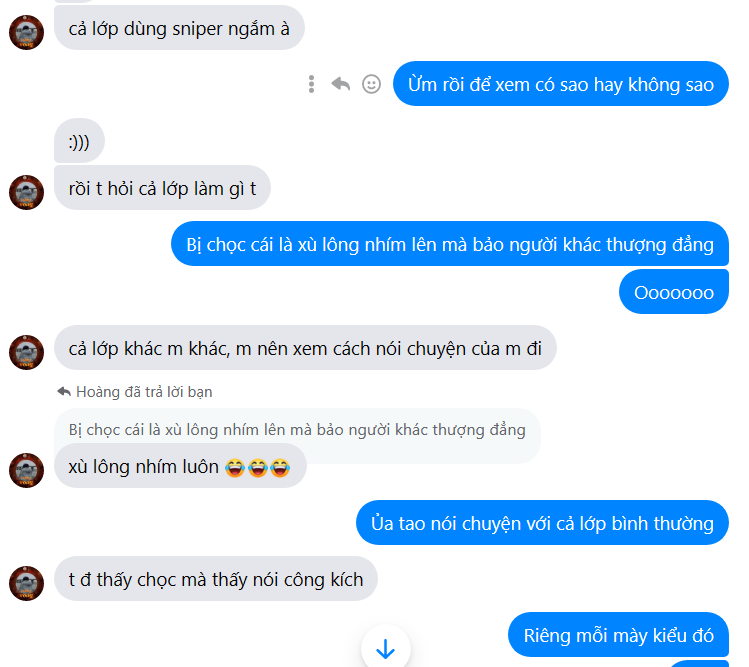 cả lớp dùng sniper ngắm à
Ừm rồi để xem có sao hay không sao
:)))
rồi t hỏi cả lớp làm gì t
Bị chọc cái là xù lông nhím lên mà bảo người khác thượng đẳng
Ooooooo
cả lớp khác m khác, m nên xem cách nói chuyện của m đi
Hoàng đã trả lời bạn
Bị chọc cái là xù lông nhím lên mà bảo người khác thượng đẳng
xù lông nhím luôn 😂😂😂
Ủa tao nói chuyện với cả lớp bình thường
t đ thấy chọc mà thấy nói công kích
Riêng mỗi mày kiểu đó